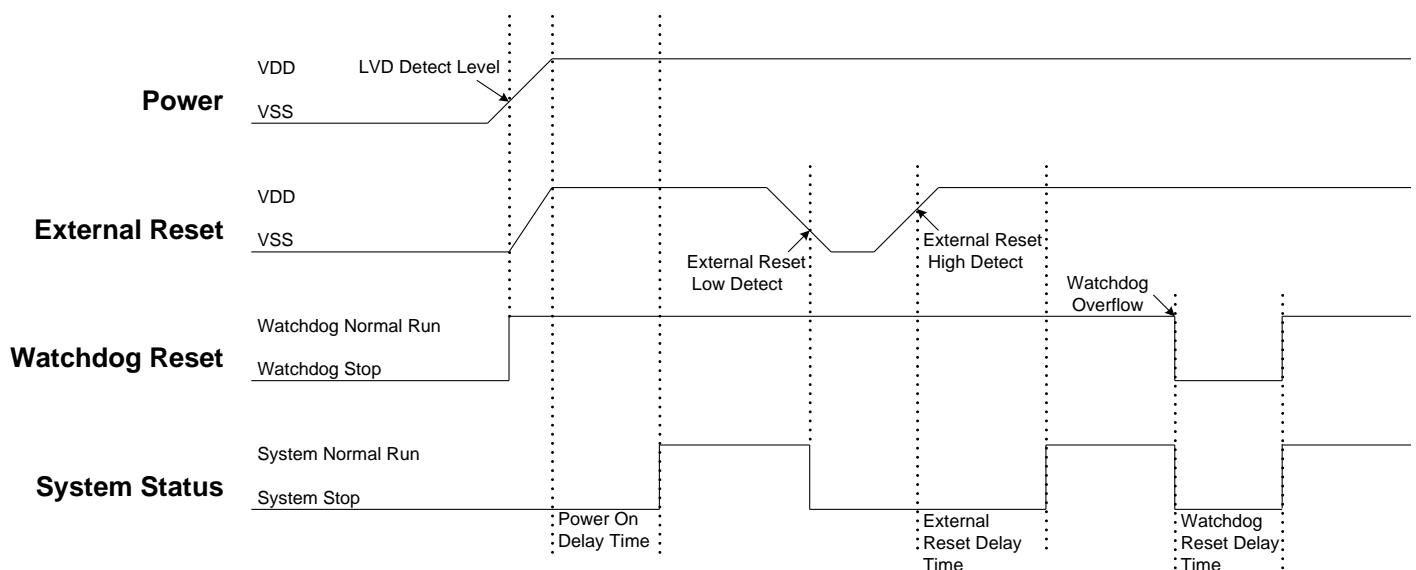 Power
VDD
LVD Detect Level
VSS
External Reset
VDD
VSS
External Reset
Low Detect
External Reset
High Detect
Watchdog
Overflow
Watchdog Reset
Watchdog Normal Run
Watchdog Stop
System Status
System Normal Run
System Stop
Power On
Delay Time
External
Reset Delay
Time
Watchdog
Reset Delay
Time